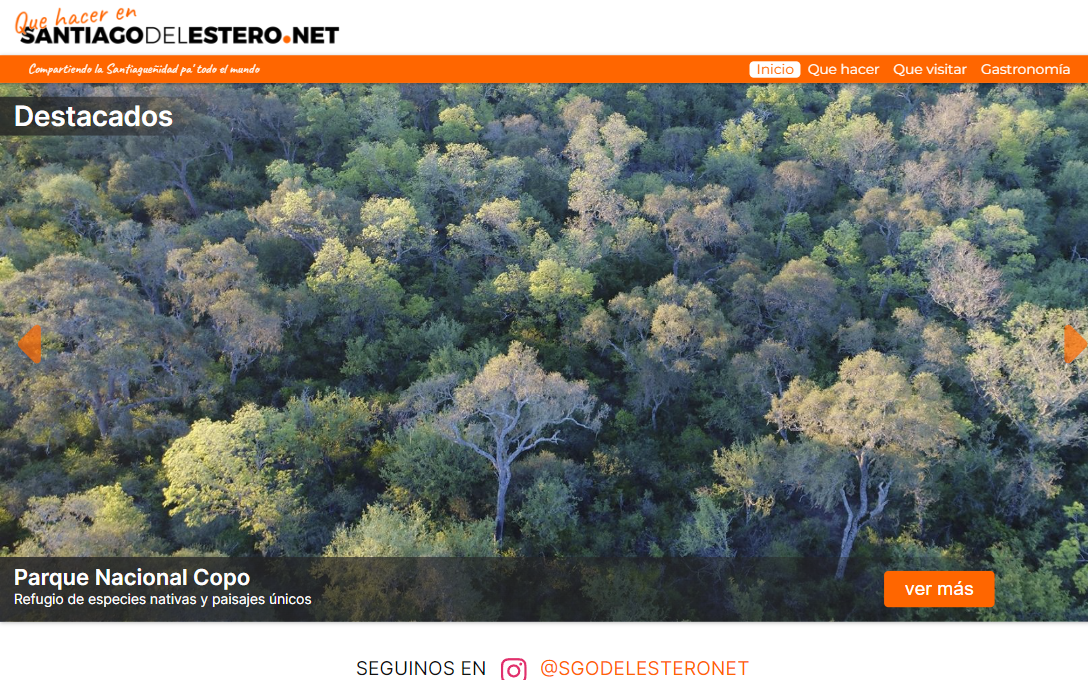 Que hacer en
SANTIAGODELESTERO.NET
Compartiendo la Santiagueñidad pa' todo el mundo
Inicio Que hacer Que visitar Gastronomía
Destacados
Parque Nacional Copo
Refugio de especies nativas y paisajes únicos
ver más
SEGUINOS EN @SGODELESTERONET